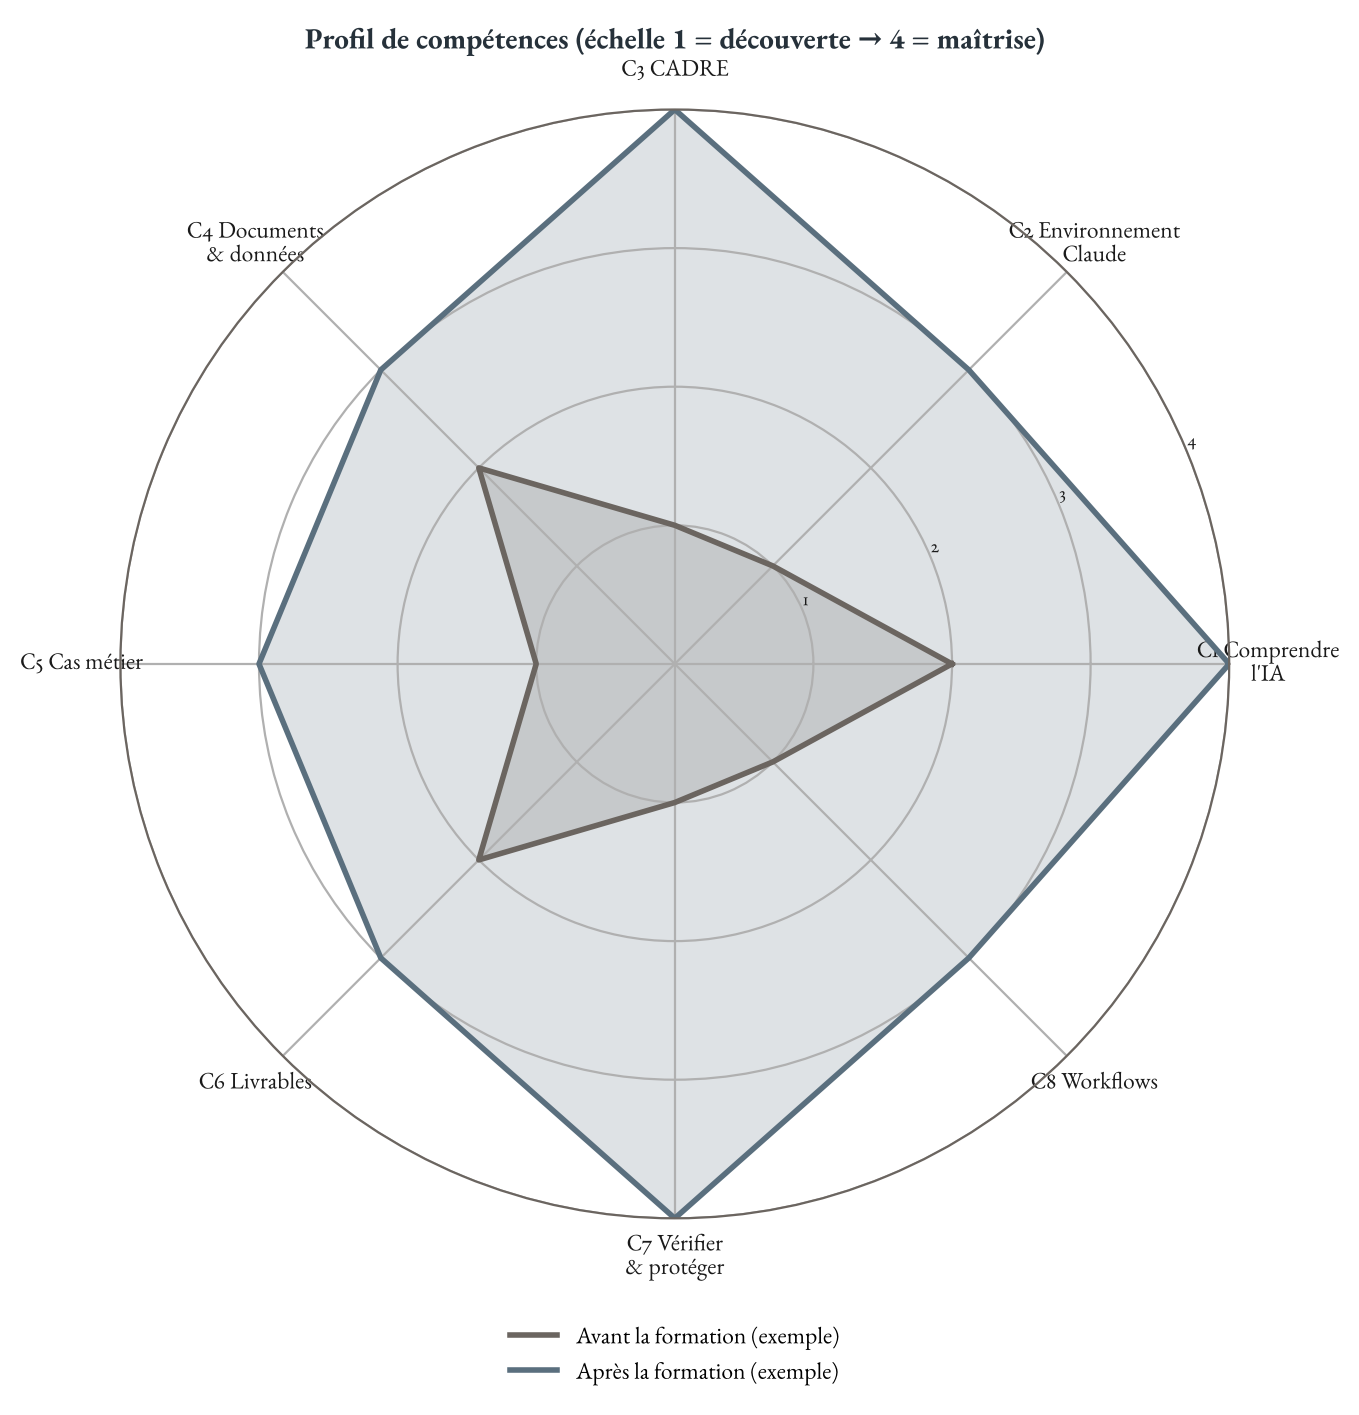 Profil de compétences (échelle 1 = découverte → 4 = maîtrise)
C3 CADRE
C4 Documents
& données
C2 Environnement
Claude
4
3
2
1
C5 Cas métier
C1 Comprendre
l'IA
C6 Livrables
C8 Workflows
C7 Vérifier
& protéger
Avant la formation (exemple)
Après la formation (exemple)